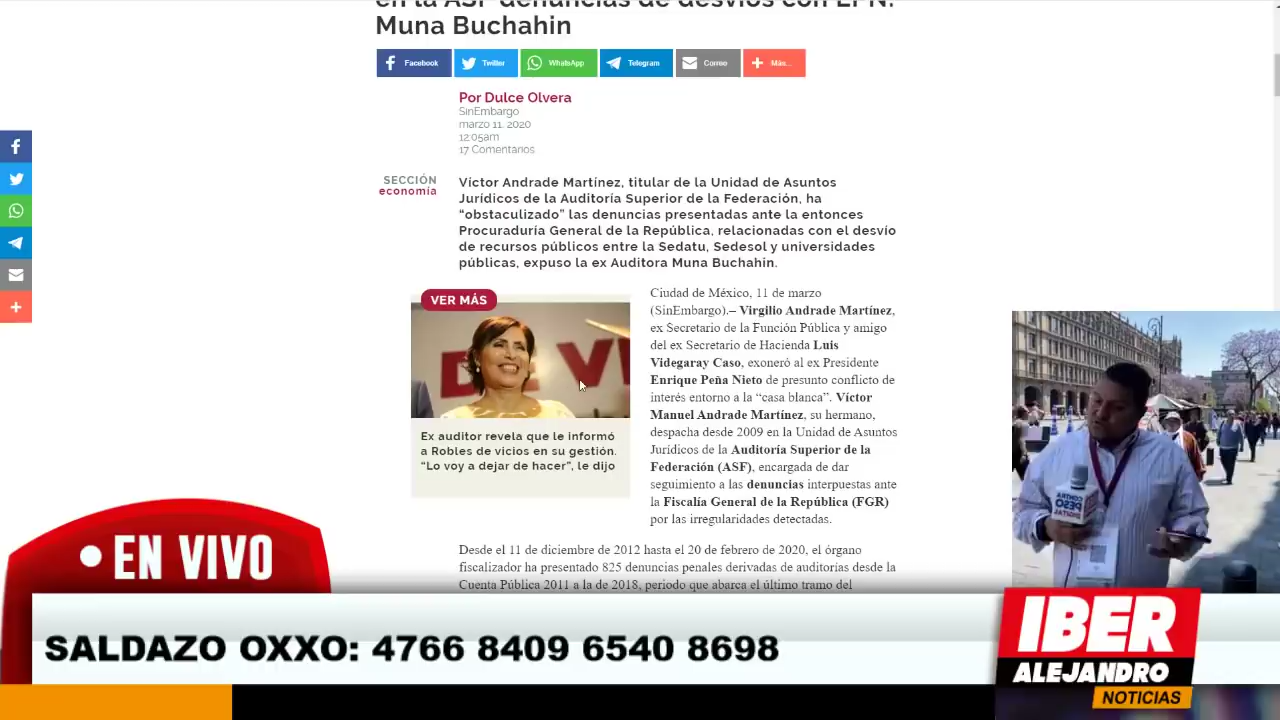 en la ASF denuncias de desvíos con EPN:
Muna Buchahin
Facebook
Twitter
WhatsApp
Telegram
Correo
Más...
Por Dulce Olvera
SinEmbargo
marzo 11, 2020
12:05am
17 Comentarios
SECCIÓN
economía
Víctor Andrade Martínez, titular de la Unidad de Asuntos
Jurídicos de la Auditoría Superior de la Federación, ha
“obstaculizado” las denuncias presentadas ante la entonces
Procuraduría General de la República, relacionadas con el desvío
de recursos públicos entre la Sedatu, Sedesol y universidades
públicas, expuso la ex Auditora Muna Buchahin.
VER MÁS
Ex auditor revela que le informó
a Robles de vicios en su gestión.
“Lo voy a dejar de hacer”, le dijo
Ciudad de México, 11 de marzo
(SinEmbargo).– Virgilio Andrade Martínez,
ex Secretario de la Función Pública y amigo
del ex Secretario de Hacienda Luis
Videgaray Caso, exoneró al ex Presidente
Enrique Peña Nieto de presunto conflicto de
interés entorno a la “casa blanca”. Víctor
Manuel Andrade Martínez, su hermano,
despacha desde 2009 en la Unidad de Asuntos
Jurídicos de la Auditoría Superior de la
Federación (ASF), encargada de dar
seguimiento a las denuncias interpuestas ante
la Fiscalía General de la República (FGR)
por las irregularidades detectadas.
Desde el 11 de diciembre de 2012 hasta el 20 de febrero de 2020, el órgano
fiscalizador ha presentado 825 denuncias penales derivadas de auditorías desde la
Cuenta Pública 2011 a la de 2018, periodo que abarca el último tramo del
CONTRA
PESO
DIGITAL
EN VIVO
SALDAZO OXXO: 4766 8409 6540 8698
IBER
ALEJANDRO
NOTICIAS